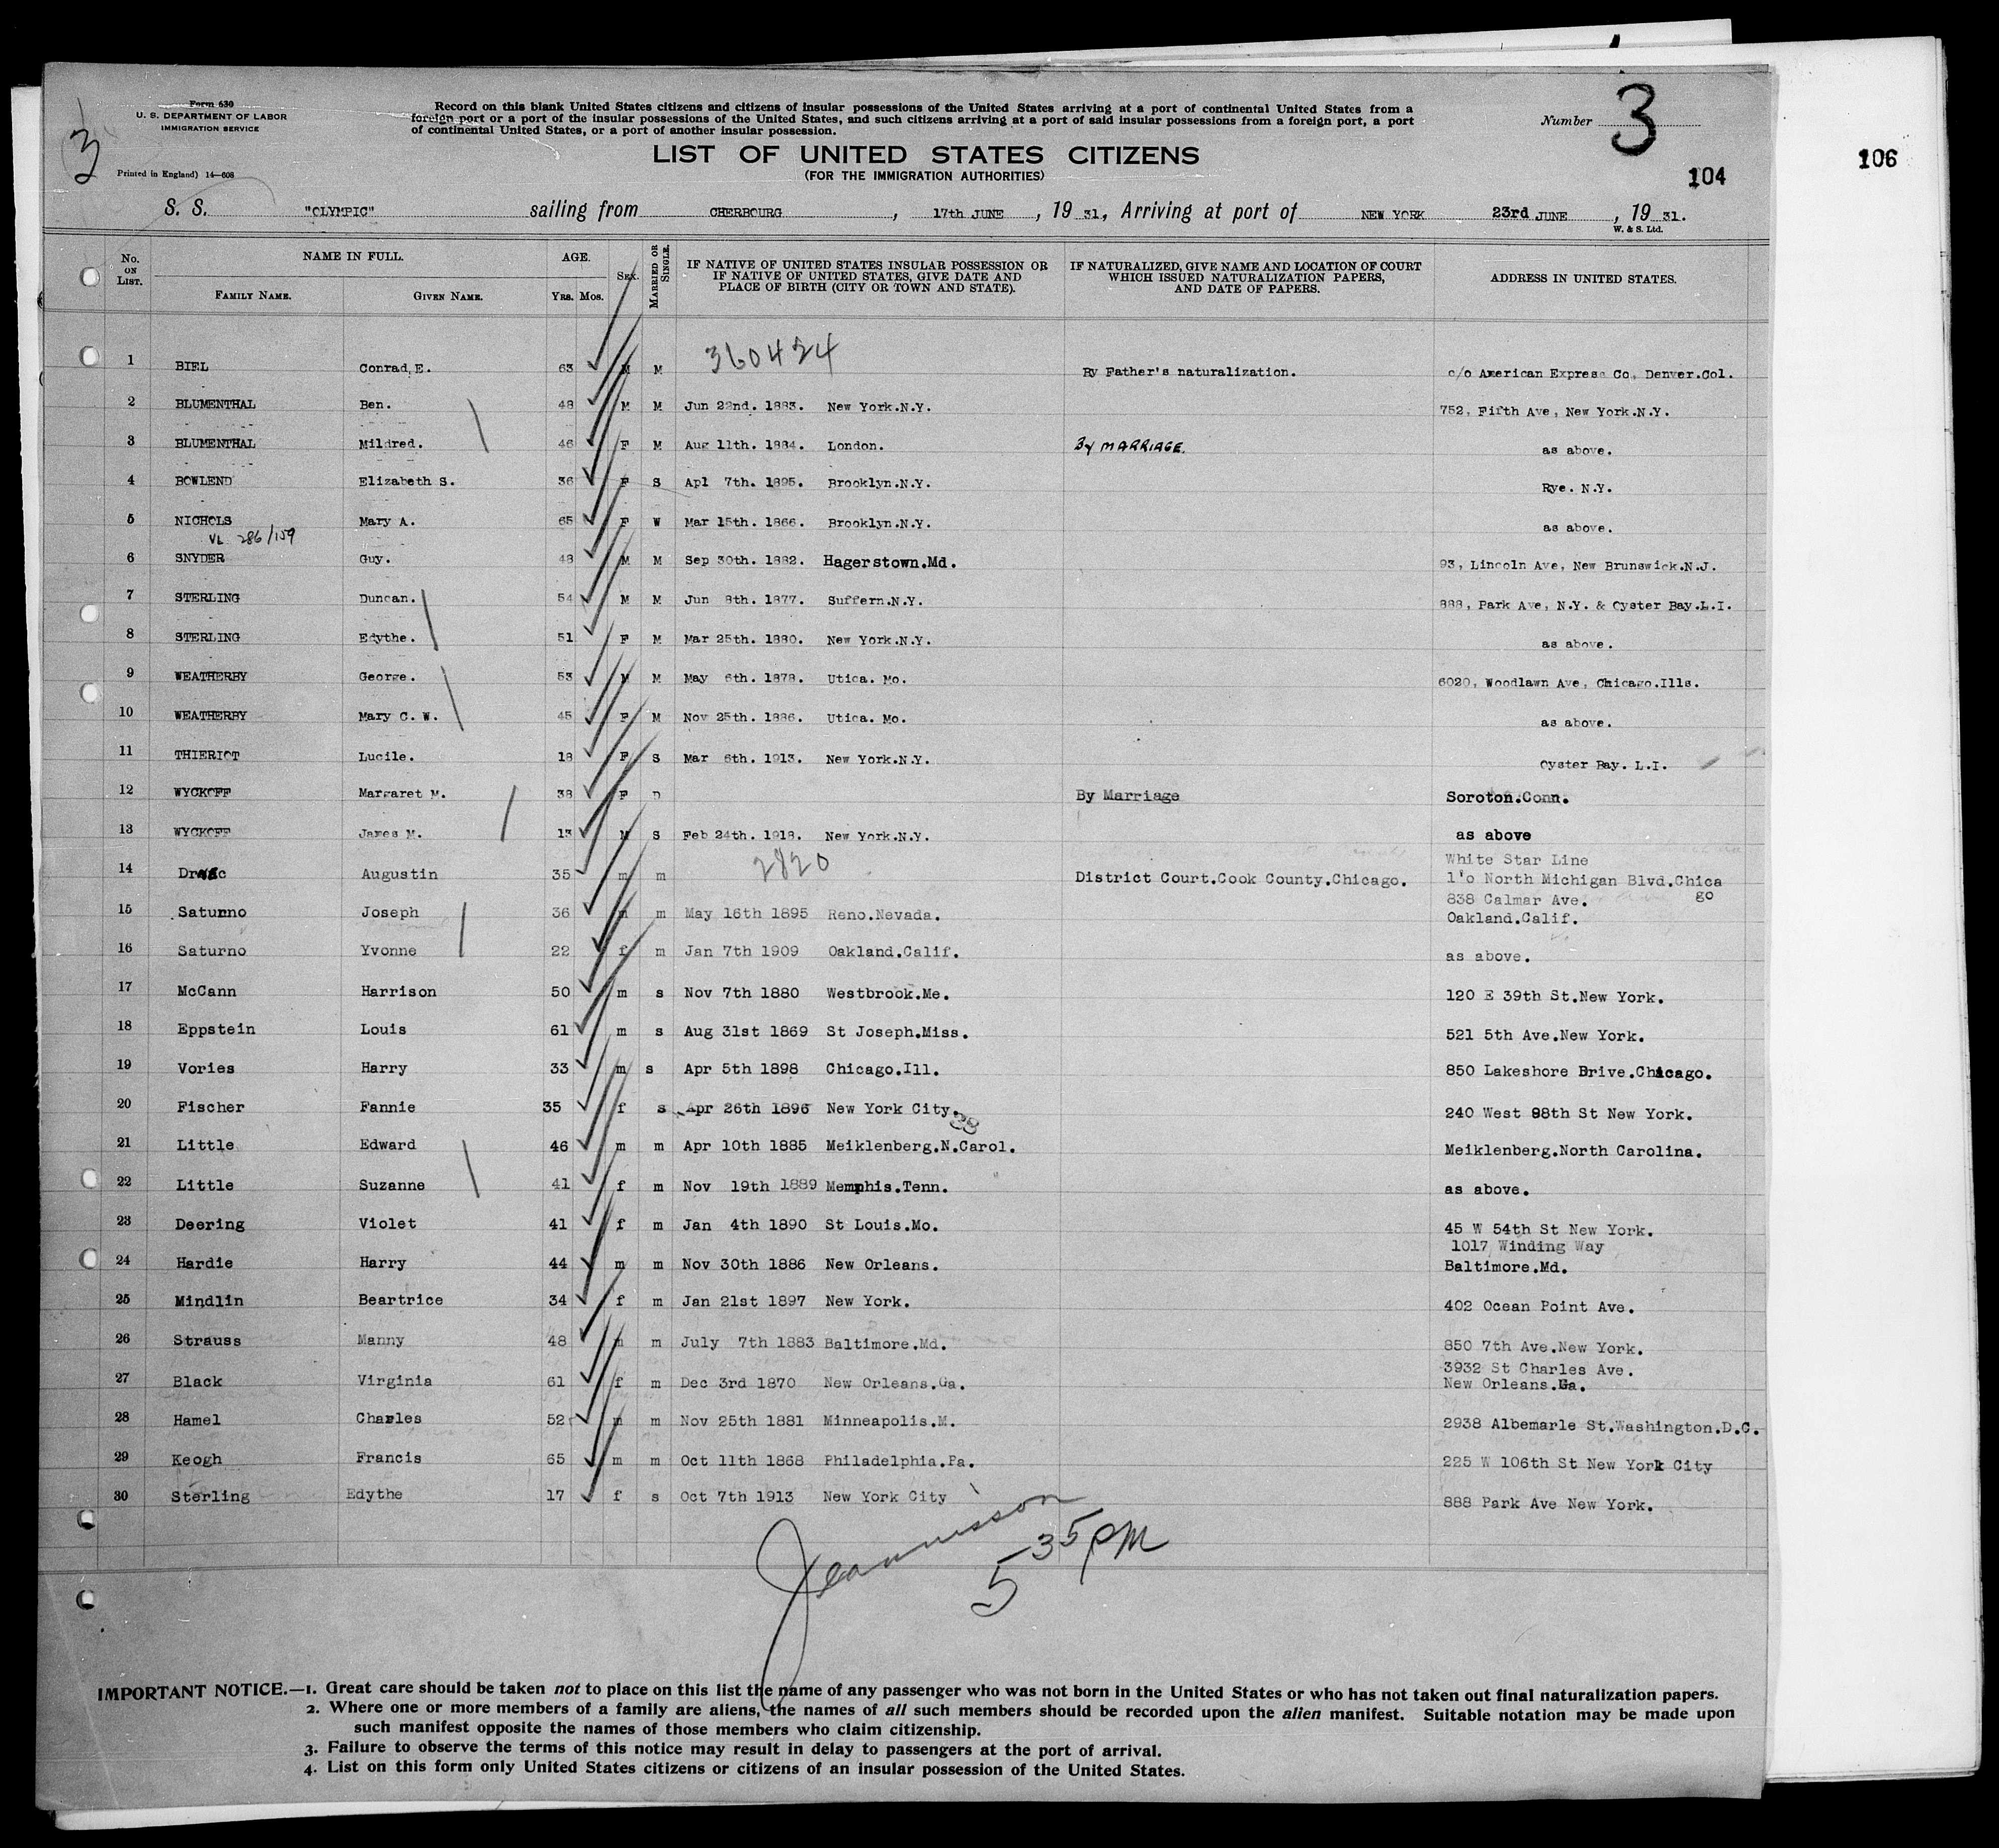 Form 630
U. S. DEPARTMENT OF LABOR
IMMIGRATION SERVICE
Printed in England) 14—608
3
Record on this blank United States citizens and citizens of insular possessions of the United States arriving at a port of continental United States from a
foreign port or a port of the insular possessions of the United States, and such citizens arriving at a port of said insular possessions from a foreign port, a port
of continental United States, or a port of another insular possession.
LIST OF UNITED STATES CITIZENS
(FOR THE IMMIGRATION AUTHORITIES)
Number 3
104
106
S. S. "OLYMPIC" sailing from CHERBOURG , 17th JUNE , 19 31, Arriving at port of NEW YORK 23rd JUNE , 19 31.
W. & S. Ltd.
No. ON LIST. NAME IN FULL. AGE. SEX. MARRIED OR SINGLE. IF NATIVE OF UNITED STATES INSULAR POSSESSION OR IF NATIVE OF UNITED STATES, GIVE DATE AND PLACE OF BIRTH (CITY OR TOWN AND STATE). IF NATURALIZED, GIVE NAME AND LOCATION OF COURT WHICH ISSUED NATURALIZATION PAPERS, AND DATE OF PAPERS. ADDRESS IN UNITED STATES.
FAMILY NAME. GIVEN NAME. YRS. MOS.
360424
1 BIEL Conrad, E. 63 M M By Father's naturalization. c/o American Express Co, Denver.Col.
2 BLUMENTHAL Ben. 48 M M Jun 22nd. 1883. New York.N.Y. 752, Fifth Ave, New York.N.Y.
3 BLUMENTHAL Mildred. 46 F M Aug 11th. 1884. London. By MARRIAGE. as above.
4 BOWLEND Elizabeth S. 36 F S Apl 7th. 1895. Brooklyn.N.Y. Rye. N.Y.
5 NICHOLS Mary A. 65 F W Mar 15th. 1866. Brooklyn.N.Y. as above.
VL 286/159
6 SNYDER Guy. 48 M M Sep 30th. 1882. Hagerstown.Md. 93, Lincoln Ave, New Brunswick.N.J.
7 STERLING Duncan. 54 M M Jun 8th. 1877. Suffern.N.Y. 888, Park Ave, N.Y. & Oyster Bay.L.I.
8 STERLING Edythe. 51 F M Mar 25th. 1880. New York.N.Y. as above.
9 WEATHERBY George. 53 M M May 6th. 1878. Utica. Mo. 6020, Woodlawn Ave, Chicago.Ills.
10 WEATHERBY Mary C. W. 45 F M Nov 25th. 1886. Utica. Mo. as above.
11 THIERIOT Lucile. 18 F S Mar 6th. 1913. New York.N.Y. Oyster Bay. L.I.
12 WYCKOFF Margaret M. 38 F D By Marriage Soroton.Conn.
13 WYCKOFF James M. 13 M S Feb 24th. 1918. New York.N.Y. as above
2820
White Star Line
14 Augustin 35 m m District Court.Cook County.Chicago. North Michigan Blvd.Chica
go
838 Calmar Ave.
15 Saturno Joseph 36 m m May 16th 1895 Reno.Nevada. Oakland.Calif.
16 Saturno Yvonne 22 f m Jan 7th 1909 Oakland.Calif. as above.
17 McCann Harrison 50 m s Nov 7th 1880 Westbrook.Me. 120 E 39th St.New York.
18 Eppstein Louis 61 m s Aug 31st 1869 St Joseph.Miss. 521 5th Ave.New York.
19 Vories Harry 33 m s Apr 5th 1898 Chicago.Ill. 850 Lakeshore Drive.Chicago.
20 Fischer Fannie 35 f s Apr 26th 1896 New York City. 240 West 98th St New York.
38
21 Little Edward 46 m m Apr 10th 1885 Meiklenberg.N.Carol. Meiklenberg.North Carolina.
22 Little Suzanne 41 f m Nov 19th 1889 Memphis.Tenn. as above.
23 Deering Violet 41 f m Jan 4th 1890 St Louis.Mo. 45 W 54th St New York.
1017 Winding Way
24 Hardie Harry 44 m m Nov 30th 1886 New Orleans. Baltimore.Md.
25 Mindlin Beartrice 34 f m Jan 21st 1897 New York. 402 Ocean Point Ave.
26 Strauss Manny 48 m m July 7th 1883 Baltimore.Md. 850 7th Ave.New York.
3932 St Charles Ave.
27 Black Virginia 61 f m Dec 3rd 1870 New Orleans.Ga. New Orleans.Ga.
28 Hamel Charles 52 m m Nov 25th 1881 Minneapolis.M. 2938 Albemarle St.Washington.D.C.
29 Keogh Francis 65 m m Oct 11th 1868 Philadelphia.Pa. 225 W 106th St New York City
30 Sterling Edythe 17 f s Oct 7th 1913 New York City 888 Park Ave New York.
5 35 PM
IMPORTANT NOTICE.—1. Great care should be taken not to place on this list the name of any passenger who was not born in the United States or who has not taken out final naturalization papers.
2. Where one or more members of a family are aliens, the names of all such members should be recorded upon the alien manifest. Suitable notation may be made upon
such manifest opposite the names of those members who claim citizenship.
3. Failure to observe the terms of this notice may result in delay to passengers at the port of arrival.
4. List on this form only United States citizens or citizens of an insular possession of the United States.